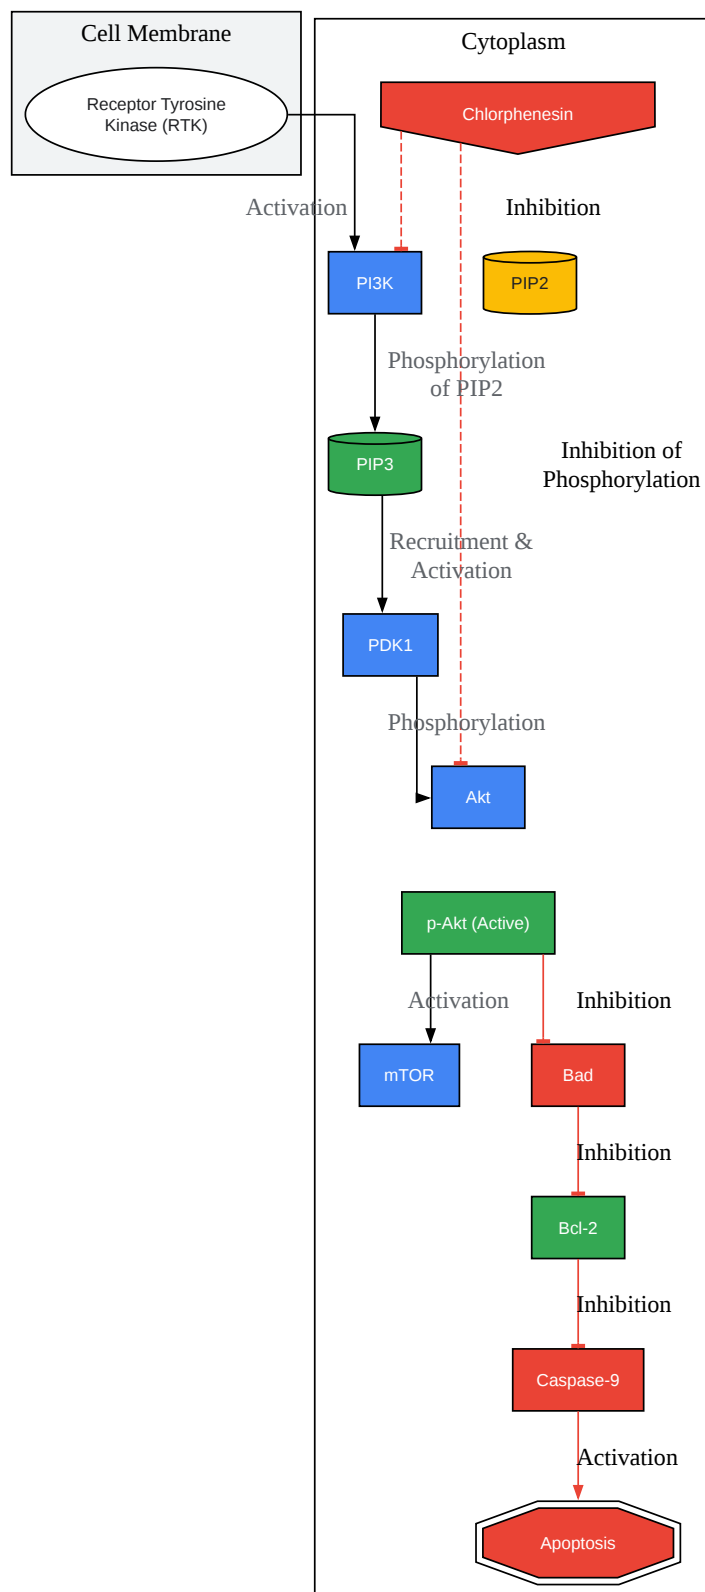 Cell Membrane
Cytoplasm
Receptor Tyrosine
Kinase (RTK)
Chlorphenesin
Activation
Inhibition
PI3K
PIP2
Phosphorylation
of PIP2
PIP3
Inhibition of
Phosphorylation
Recruitment &
Activation
PDK1
Phosphorylation
Akt
p-Akt (Active)
Activation
Inhibition
mTOR
Bad
Inhibition
Bcl-2
Inhibition
Caspase-9
Activation
Apoptosis